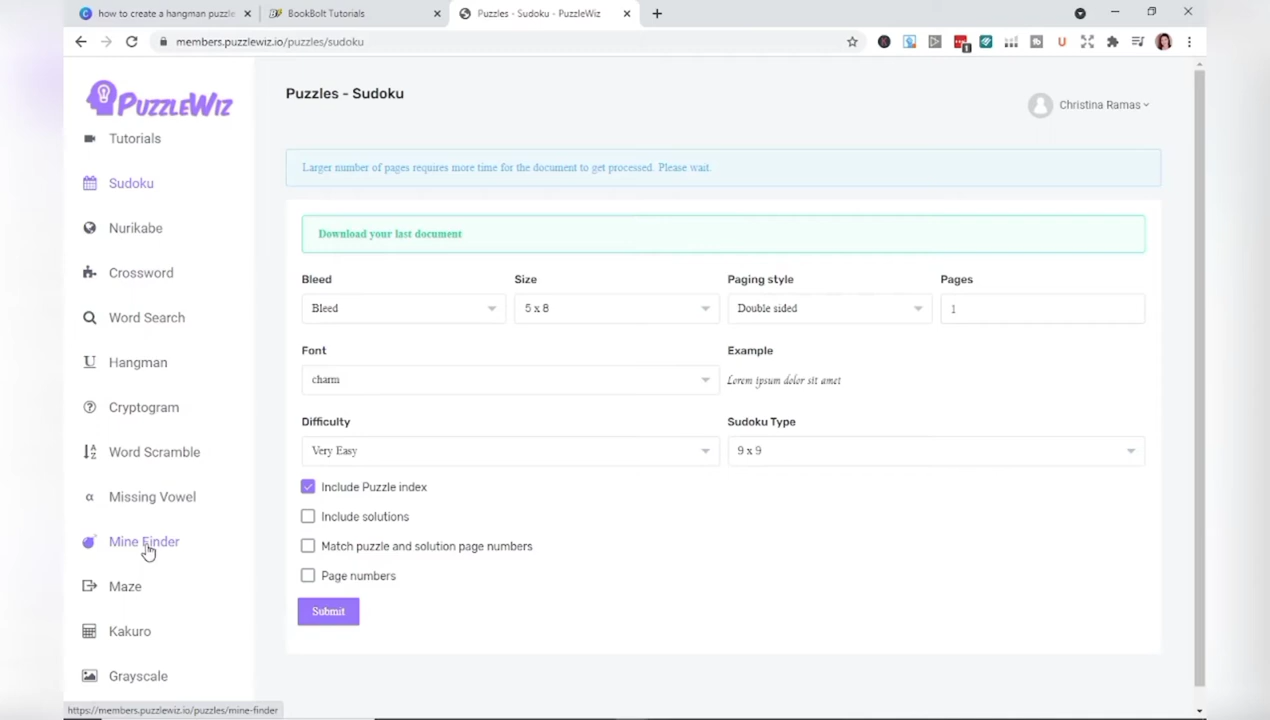 how to create a hangman puzzle
BookBolt Tutorials
Puzzles - Sudoku - PuzzleWiz
members.puzzlewiz.io/puzzles/sudoku
PUZZLEWIZ
Puzzles - Sudoku
Christina Ramas
Tutorials
Larger number of pages requires more time for the document to get processed. Please wait.
Sudoku
Nurikabe
Download your last document
Crossword
Bleed
Size
Paging style
Pages
Bleed
5 x 8
Double sided
1
Word Search
Hangman
Font
Example
charm
Lorem ipsum dolor sit amet
Cryptogram
Difficulty
Sudoku Type
Very Easy
9 x 9
Word Scramble
Include Puzzle index
Missing Vowel
Include solutions
Mine Finder
Match puzzle and solution page numbers
Page numbers
Maze
Submit
Kakuro
Grayscale
https://members.puzzlewiz.io/puzzles/mine-finder